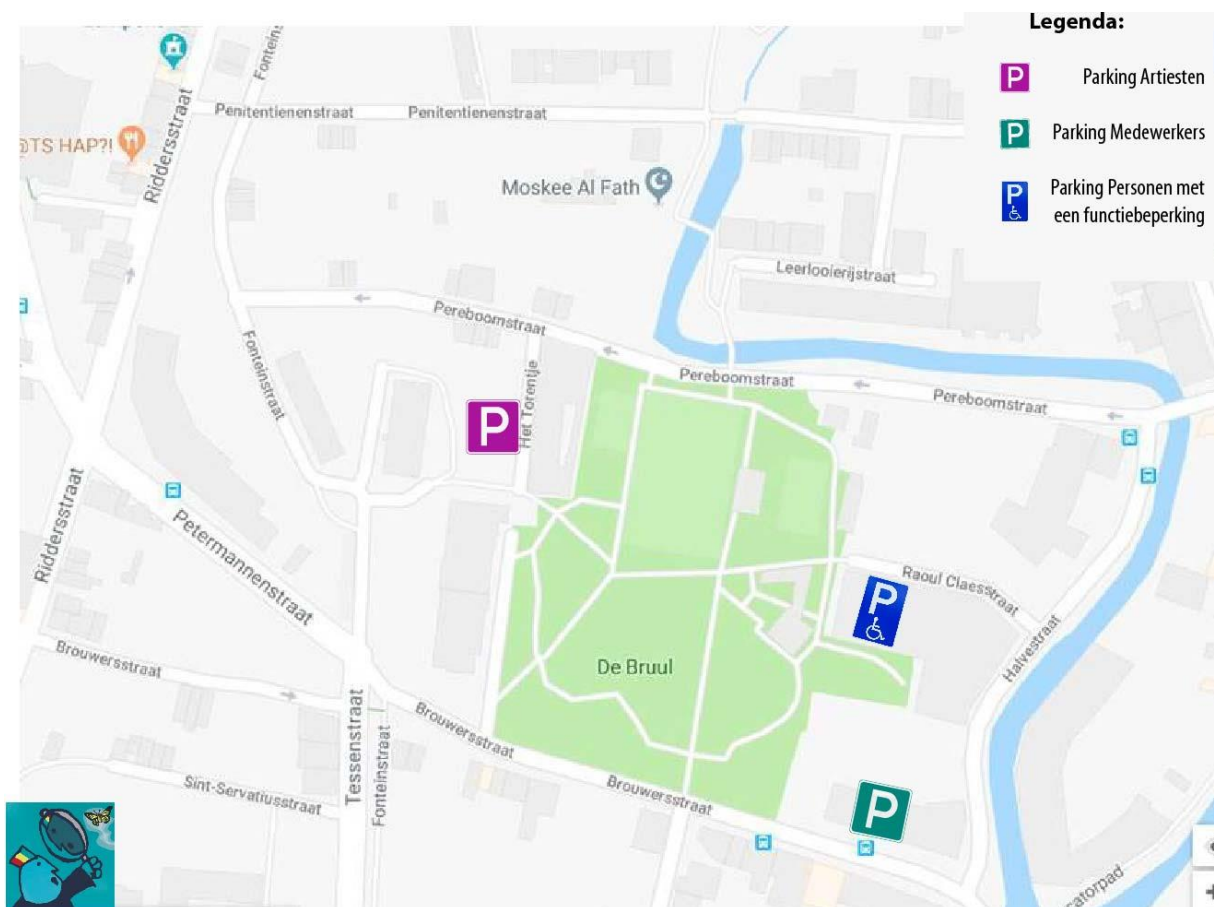 Legenda:
P
Parking Artiesten
P
Parking Medewerkers
P
Parking Personen met
een functiebeperking
Fonteins
Riddersstraat
Penitentienenstraat
Penitentienenstraat
TS HAP?!
Moskee Al Fath
Leerlooierijstraat
Pereboomstraat
Pereboomstraat
Pereboomstraat
Fonteinstraat
Het Torentje
P
Riddersstraat
Petermannenstraat
Raoul Claesstraat
P
Halvestraat
De Bruul
Brouwersstraat
Brouwersstraat
Brouwersstraat
Tessenstraat
Fonteinstraat
Sint-Servatiusstraat
P
atorpad